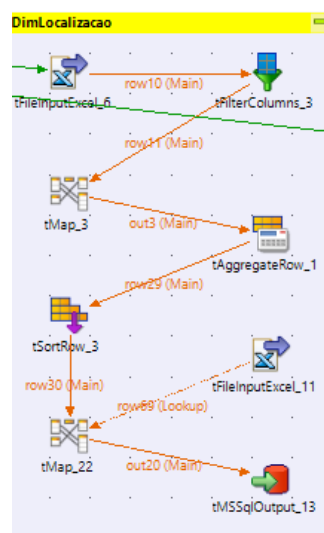 DimLocalizacao
row10 (Main)
tFileInputExcel_6
tFilterColumns_3
row11 (Main)
tMap_3
out3 (Main)
tAggregateRow_1
row29 (Main)
tSortRow_3
tFileInputExcel_11
row30 (Main)
row69 (Lookup)
tMap_22
out20 (Main)
tMSSqlOutput_13